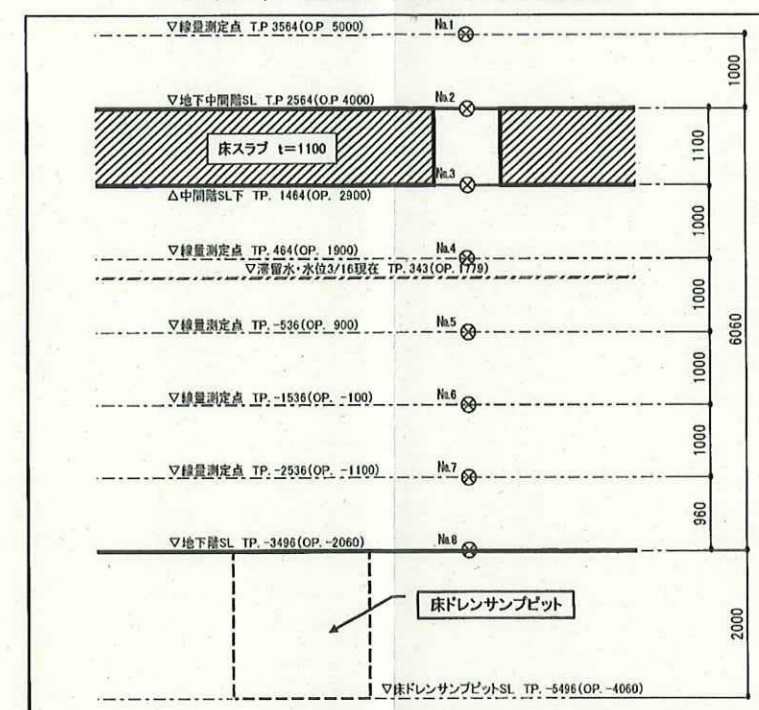 ▽線量測定点 T.P 3564(O.P 5000)
No.1
1000
▽地下中間階SL T.P 2564(O.P 4000)
No.2
床スラブ t=1100
1100
No.3
△中間階SL下 TP. 1464(OP. 2900)
1000
▽線量測定点 TP. 464(OP. 1900)
No.4
▽滞留水・水位3/16現在 TP. 343(OP. 1779)
1000
6060
▽線量測定点 TP. -536(OP. 900)
No.5
1000
▽線量測定点 TP. -1536(OP. -100)
No.6
1000
▽線量測定点 TP. -2536(OP. -1100)
No.7
960
▽地下階SL TP. -3496(OP. -2060)
No.8
床ドレンサンプピット
2000
▽床ドレンサンプピットSL TP. -5496(OP. -4060)